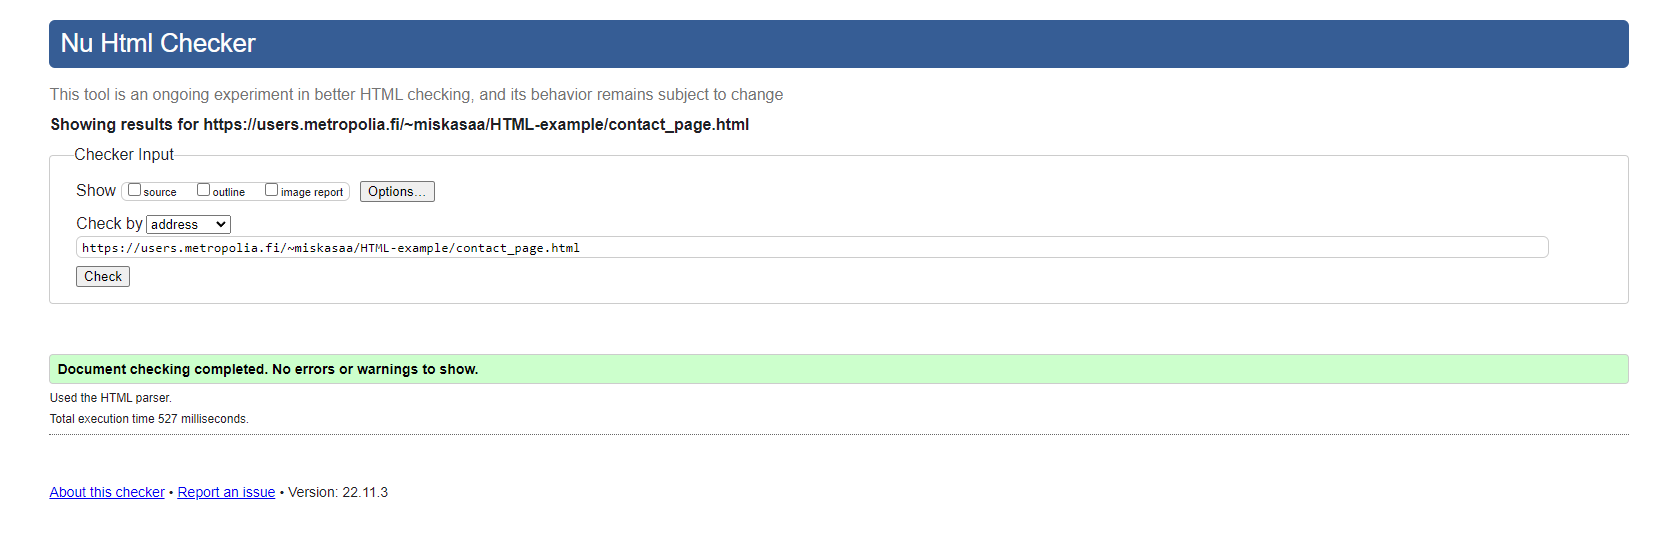 Nu Html Checker
This tool is an ongoing experiment in better HTML checking, and its behavior remains subject to change
Showing results for https://users.metropolia.fi/~miskasaa/HTML-example/contact_page.html
Checker Input
Show source outline image report Options...
Check by address
https://users.metropolia.fi/~miskasaa/HTML-example/contact_page.html
Check
Document checking completed. No errors or warnings to show.
Used the HTML parser.
Total execution time 527 milliseconds.
About this checker • Report an issue • Version: 22.11.3